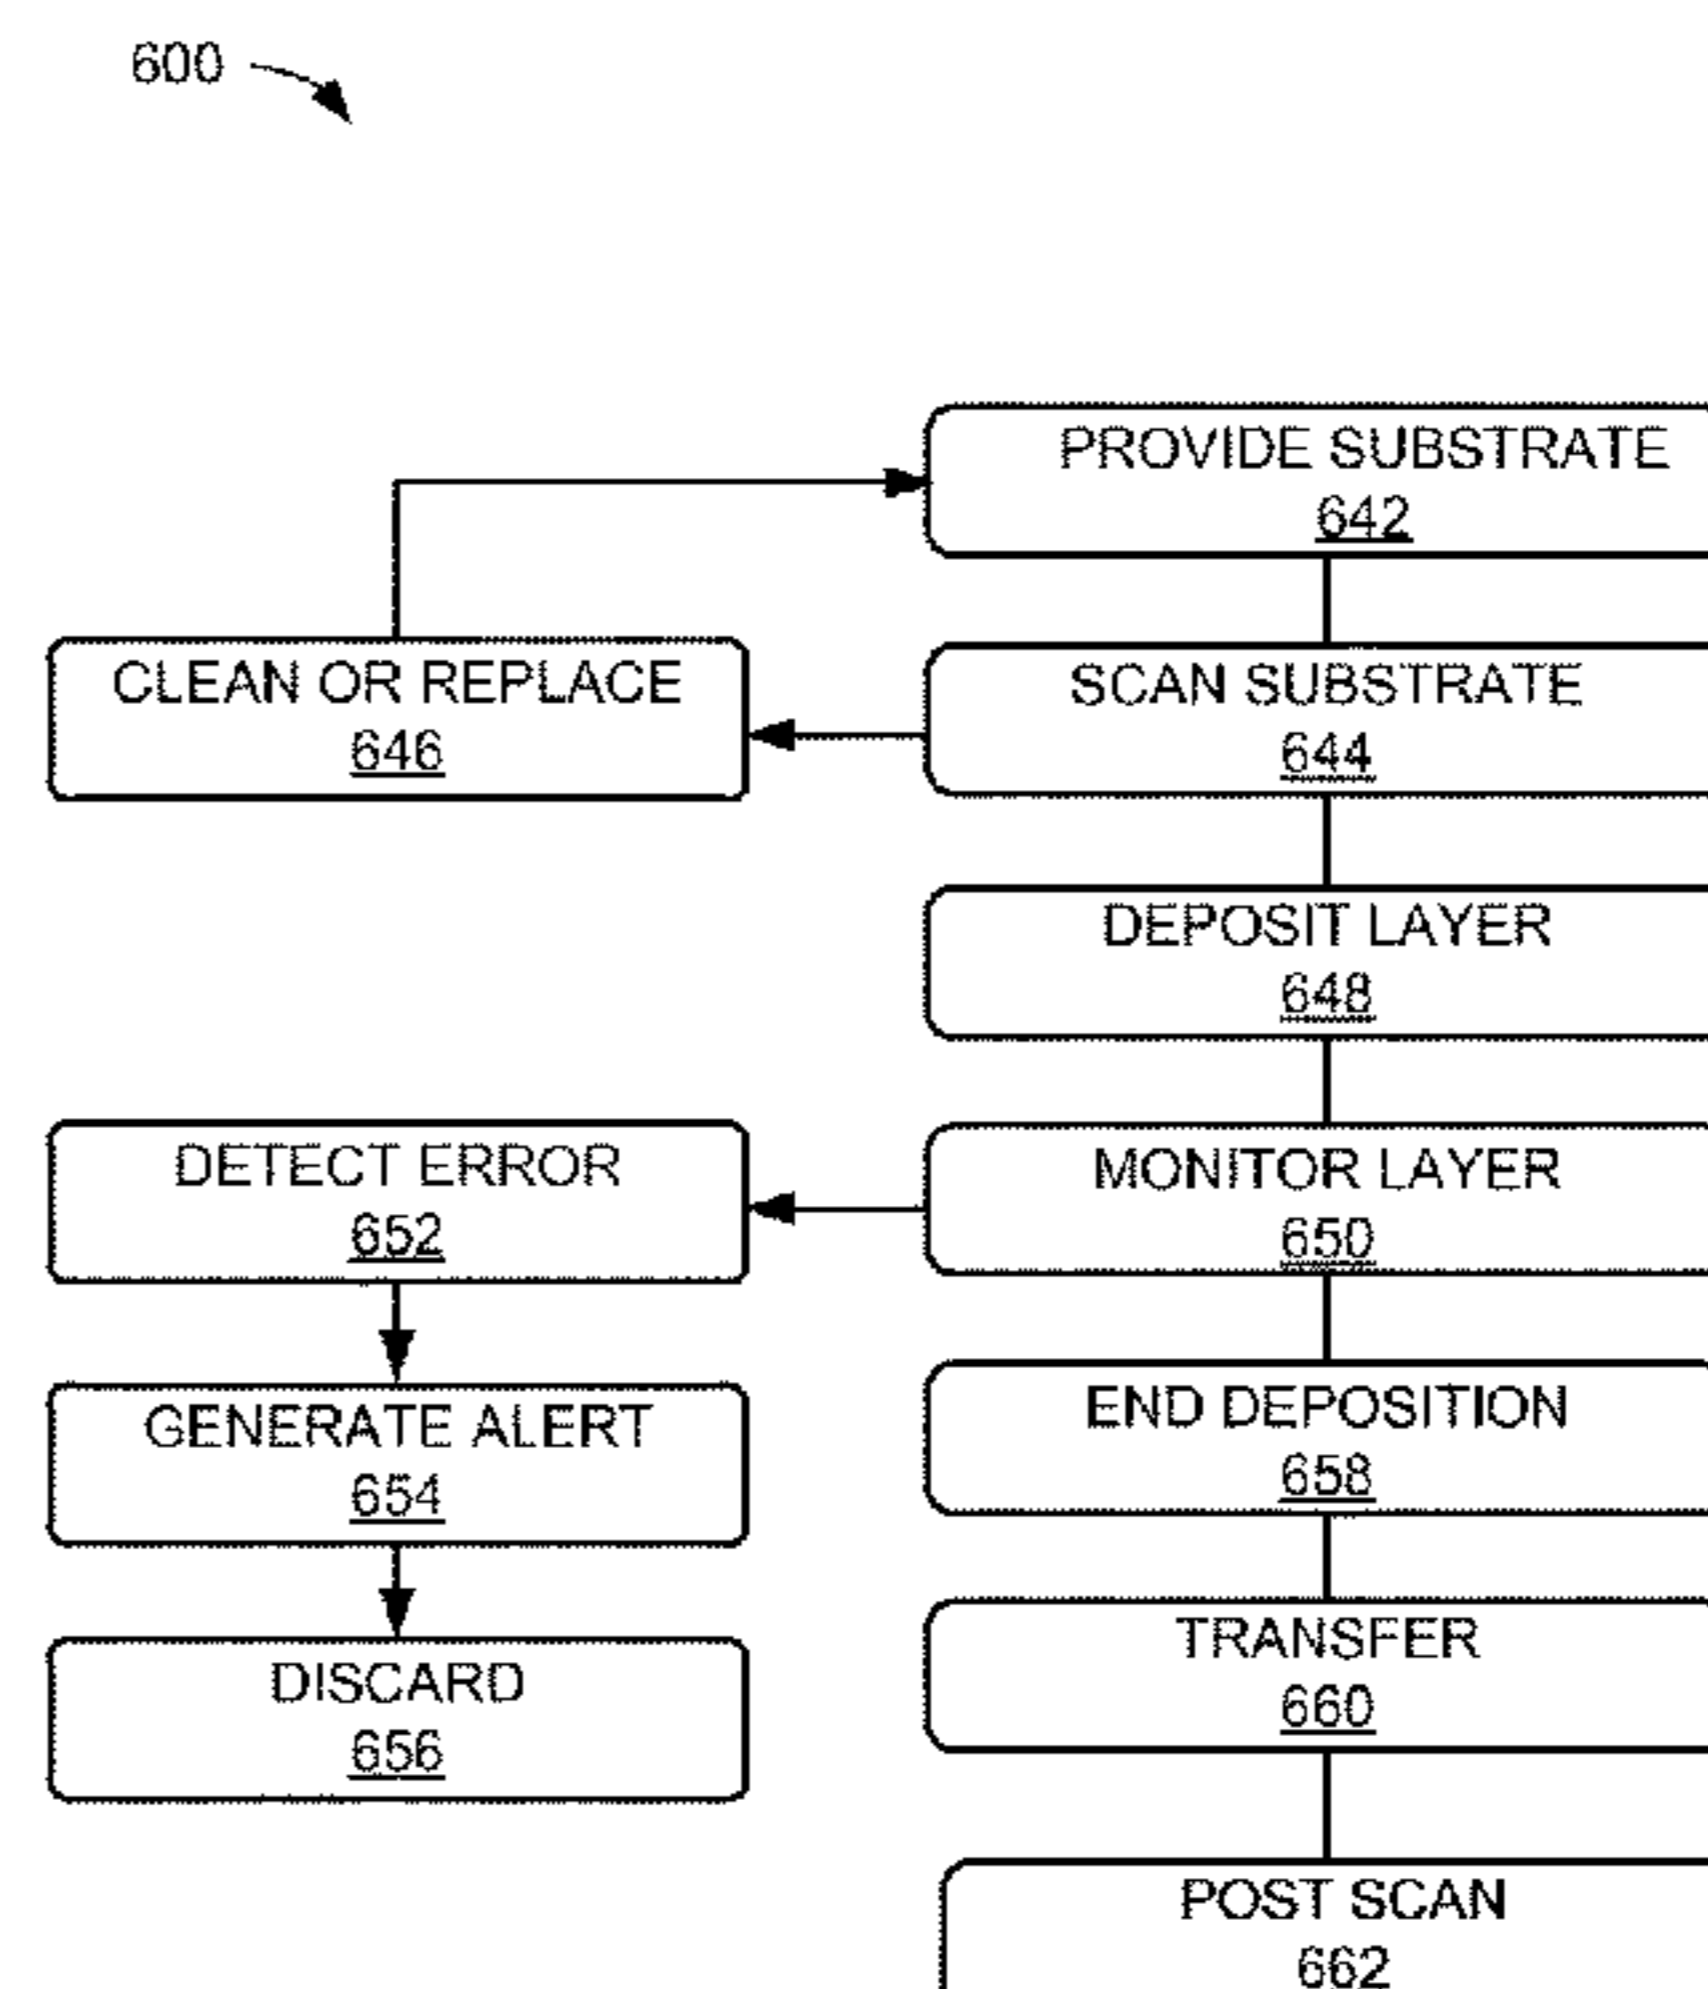 600
PROVIDE SUBSTRATE
642
CLEAN OR REPLACE
646
SCAN SUBSTRATE
644
DEPOSIT LAYER
648
DETECT ERROR
652
MONITOR LAYER
650
GENERATE ALERT
654
END DEPOSITION
658
DISCARD
656
TRANSFER
660
POST SCAN
662